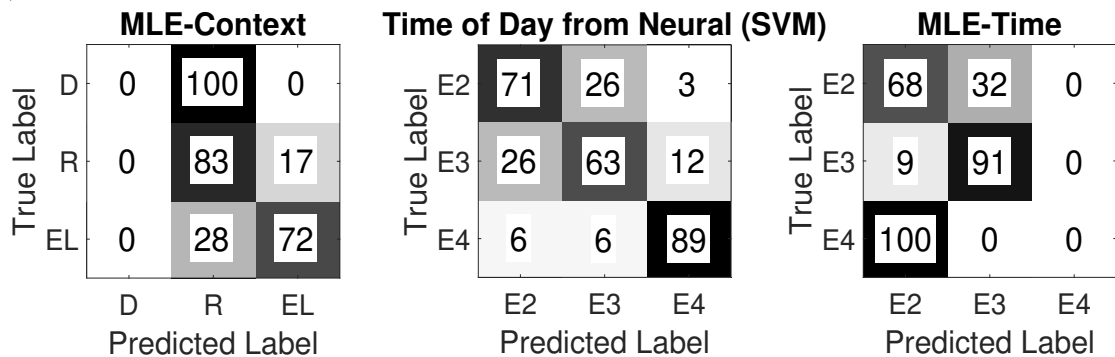 MLE-Context
True Label
D 0 100 0
R 0 83 17
EL 0 28 72
D R EL
Predicted Label
Time of Day from Neural (SVM)
True Label
E2 71 26 3
E3 26 63 12
E4 6 6 89
E2 E3 E4
Predicted Label
MLE-Time
True Label
E2 68 32 0
E3 9 91 0
E4 100 0 0
E2 E3 E4
Predicted Label